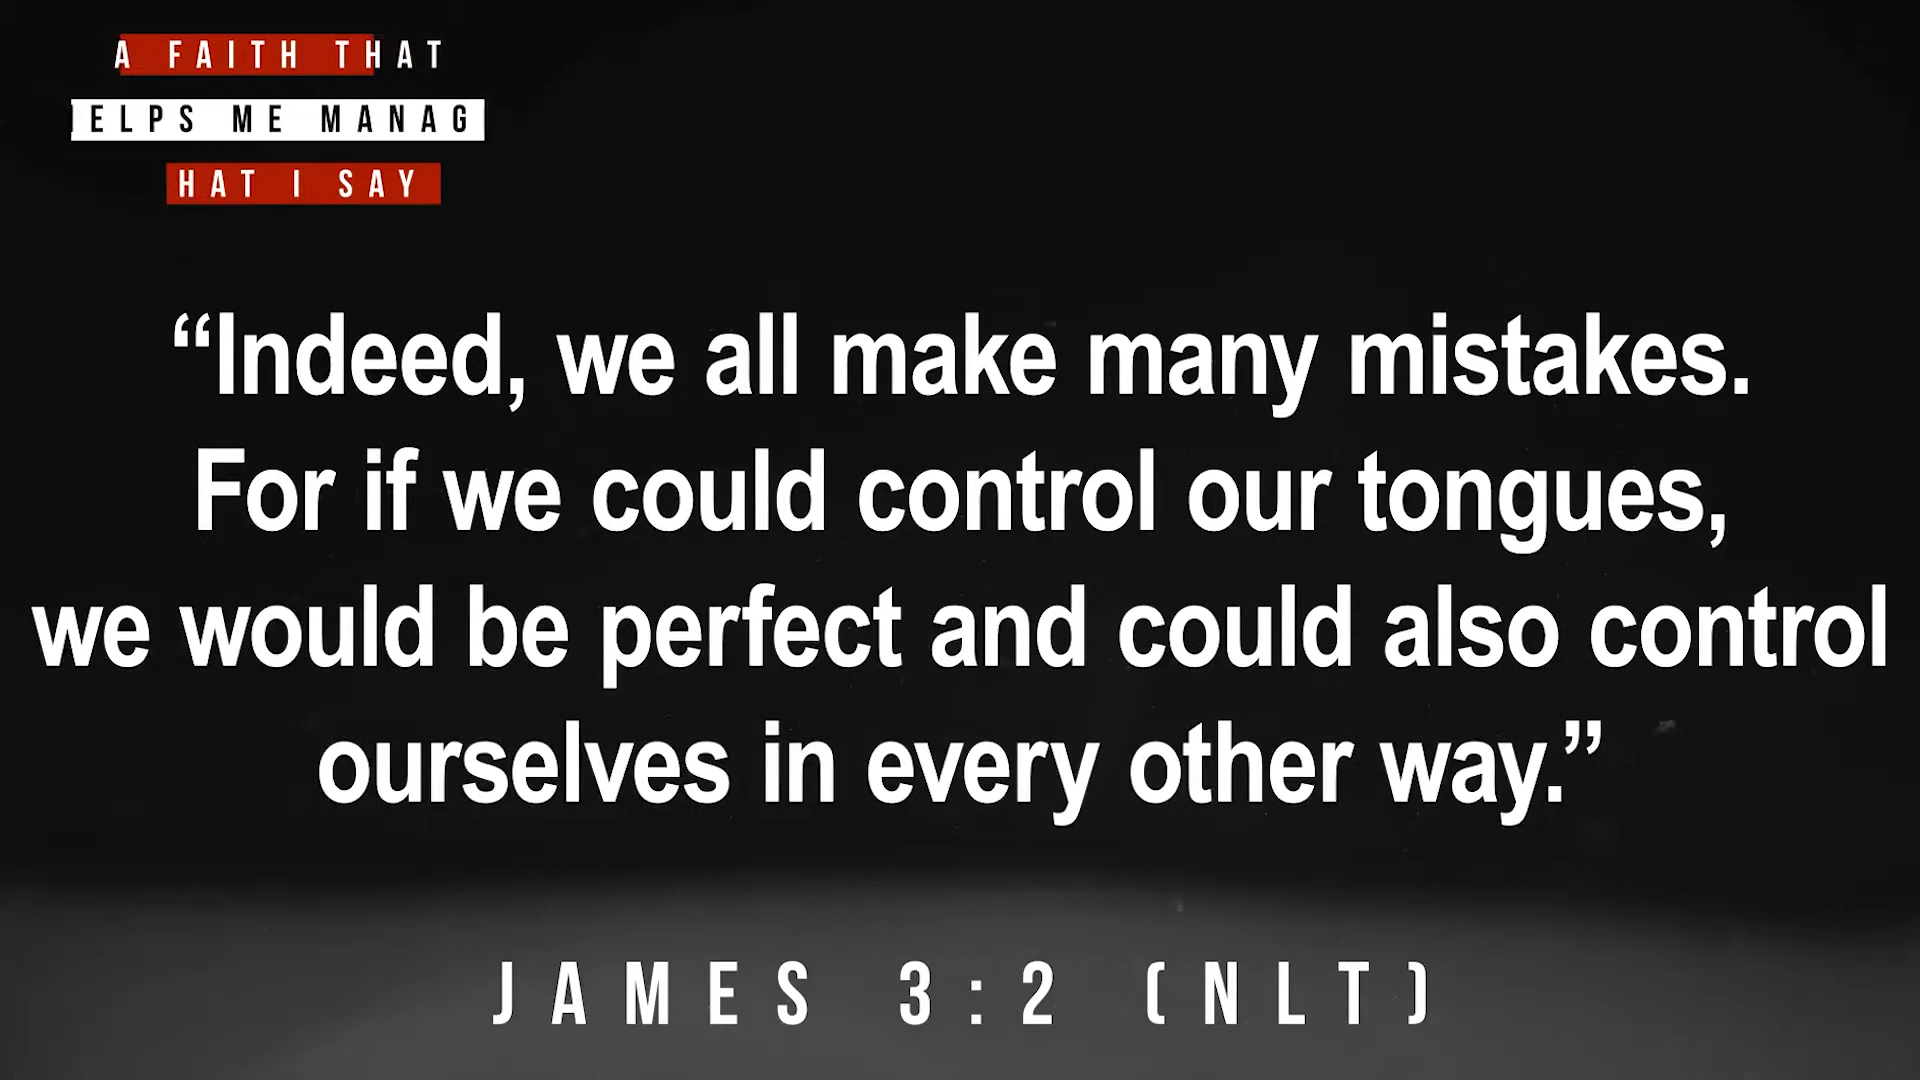 A FAITH THAT
ELPS ME MANAG
HAT I SAY
“Indeed, we all make many mistakes.
For if we could control our tongues,
we would be perfect and could also control
ourselves in every other way.”
JAMES 3:2 (NLT)